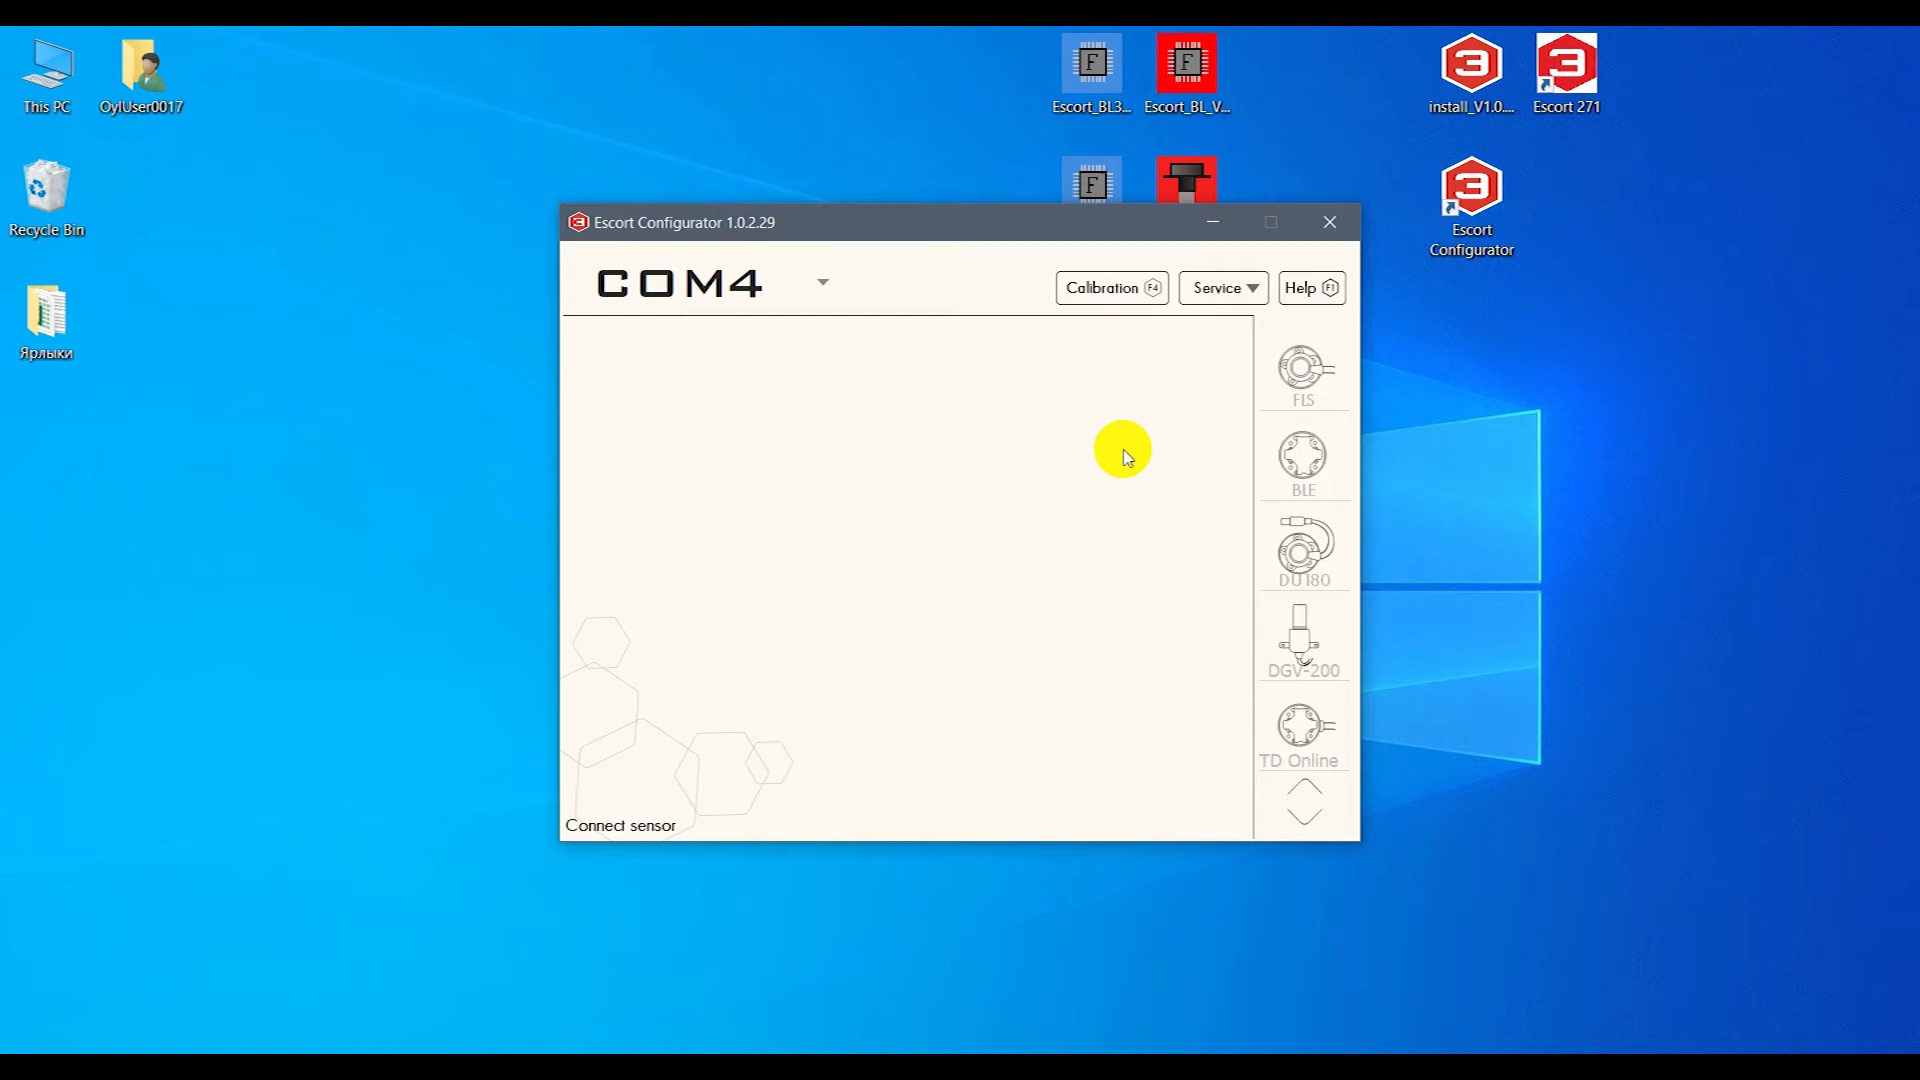 This PC
OylUser0017
Escort_BL3...
Escort_BL_V...
install_V1.0....
Escort 271
Recycle Bin
Escort
Configurator
Ярлыки
Escort Configurator 1.0.2.29
COM4
Calibration F4
Service
Help F1
FLS
BLE
DU180
DGV-200
TD Online
Connect sensor